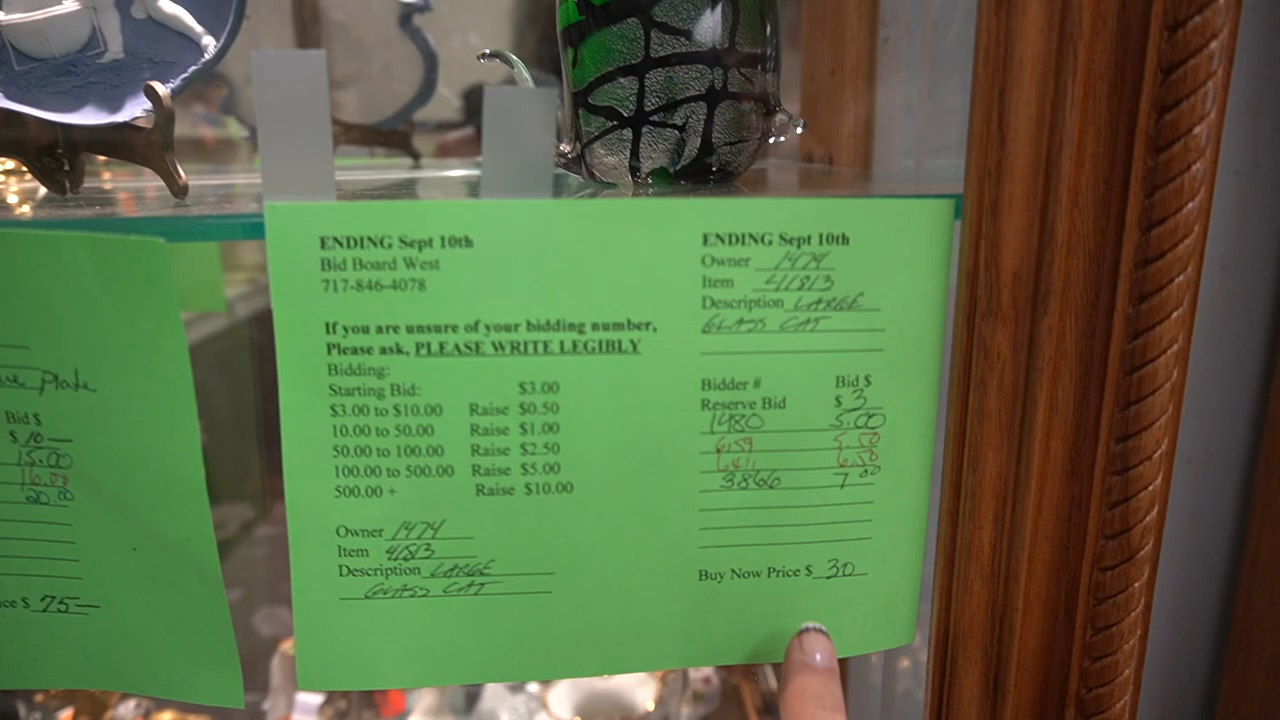 ENDING Sept 10th
Bid Board West
717-846-4078
If you are unsure of your bidding number,
Please ask, PLEASE WRITE LEGIBLY
Bidding:
Starting Bid: $3.00
$3.00 to $10.00 Raise $0.50
10.00 to 50.00 Raise $1.00
50.00 to 100.00 Raise $2.50
100.00 to 500.00 Raise $5.00
500.00 + Raise $10.00
Owner 1474
Item 41813
Description LARGE
GLASS CAT
ENDING Sept 10th
Owner 1474
Item 41813
Description LARGE
GLASS CAT
Bidder # Bid $
Reserve Bid $ 3
1480 5.00
6159 5.50
6411 6.50
3866 7.00
Buy Now Price $ 30
Plate
Bid $
$ 10—
15.00
16.00
20.00
$ 75—